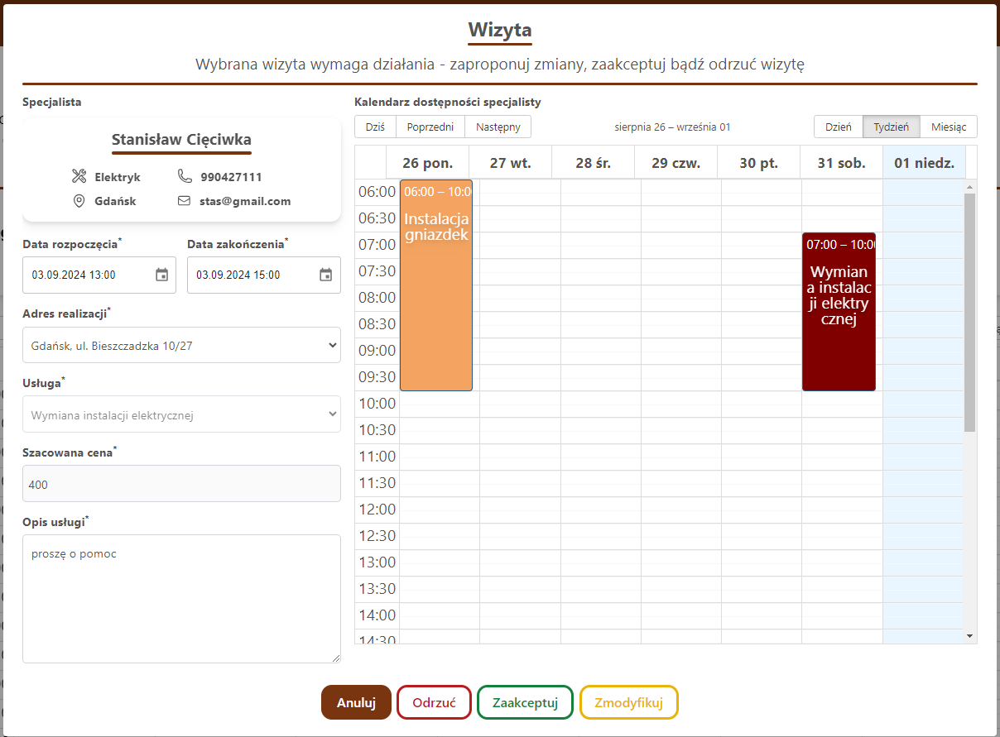 Wizyta
Wybrana wizyta wymaga działania - zaproponuj zmiany, zaakceptuj bądź odrzuć wizytę
Specjalista
Stanisław Cięciwka
Elektryk
990427111
Gdańsk
stas@gmail.com
Data rozpoczęcia*
Data zakończenia*
03.09.2024 13:00
03.09.2024 15:00
Adres realizacji*
Gdańsk, ul. Bieszczadzka 10/27
Usługa*
Wymiana instalacji elektrycznej
Szacowana cena*
400
Opis usługi*
proszę o pomoc
Kalendarz dostępności specjalisty
Dziś
Poprzedni
Następny
sierpnia 26 – września 01
Dzień
Tydzień
Miesiąc
26 pon.
27 wt.
28 śr.
29 czw.
30 pt.
31 sob.
01 niedz.
06:00
06:30
07:00
07:30
08:00
08:30
09:00
09:30
10:00
10:30
11:00
11:30
12:00
12:30
13:00
13:30
14:00
14:30
06:00 – 10:0
Instalacja
gniazdek
07:00 – 10:0
Wymian
a instalac
ji elektry
cznej
Anuluj
Odrzuć
Zaakceptuj
Zmodyfikuj